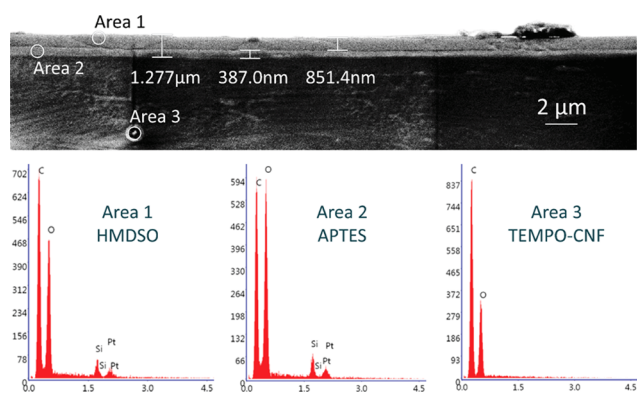 Area 1
Area 2
1.277µm 387.0nm 851.4nm
Area 3
2 µm
702
624
546
468
390
312
234
156
78
0
C
O
Si
Si
Pt
Pt
Area 1
HMDSO
0.0 1.5 3.0 4.5
594
528
462
396
330
264
198
132
66
0
C
O
Si
Si
Pt
Pt
Area 2
APTES
0.0 1.5 3.0 4.5
837
744
651
558
465
372
279
186
93
0
C
O
Area 3
TEMPO-CNF
0.0 1.5 3.0 4.5